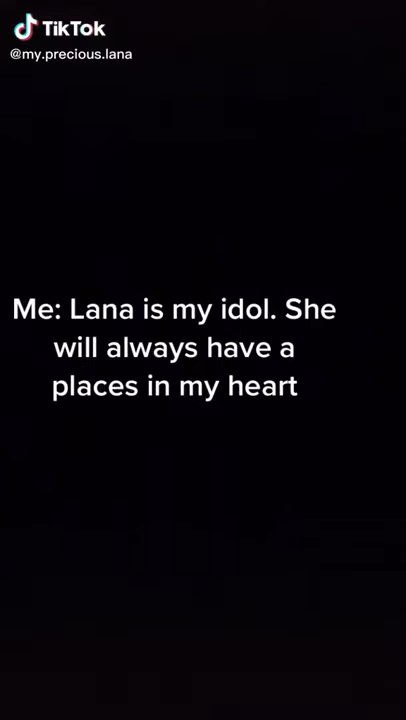 TikTok
@my.precious.lana
Me: Lana is my idol. She
will always have a
places in my heart